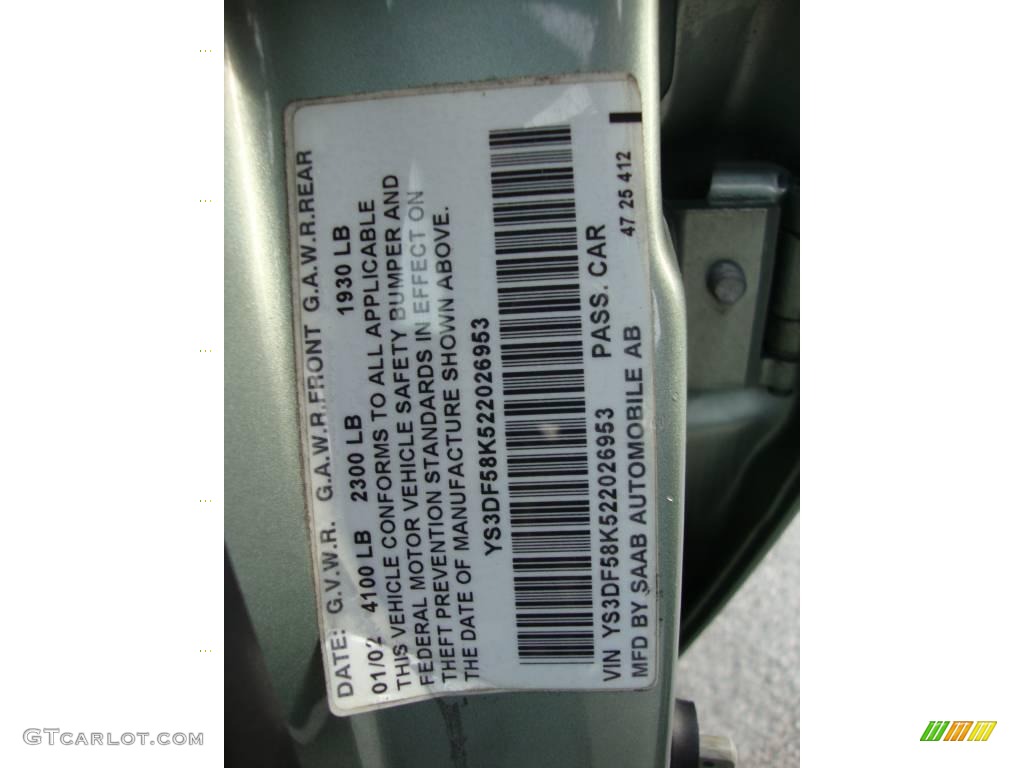 DATE: G.V.W.R. G.A.W.R.FRONT G.A.W.R.REAR
01/02 4100 LB 2300 LB 1930 LB
THIS VEHICLE CONFORMS TO ALL APPLICABLE
FEDERAL MOTOR VEHICLE SAFETY BUMPER AND
THEFT PREVENTION STANDARDS IN EFFECT ON
THE DATE OF MANUFACTURE SHOWN ABOVE.
YS3DF58K522026953
VIN YS3DF58K522026953 PASS. CAR
MFD BY SAAB AUTOMOBILE AB 47 25 412
GTCARLOT.COM